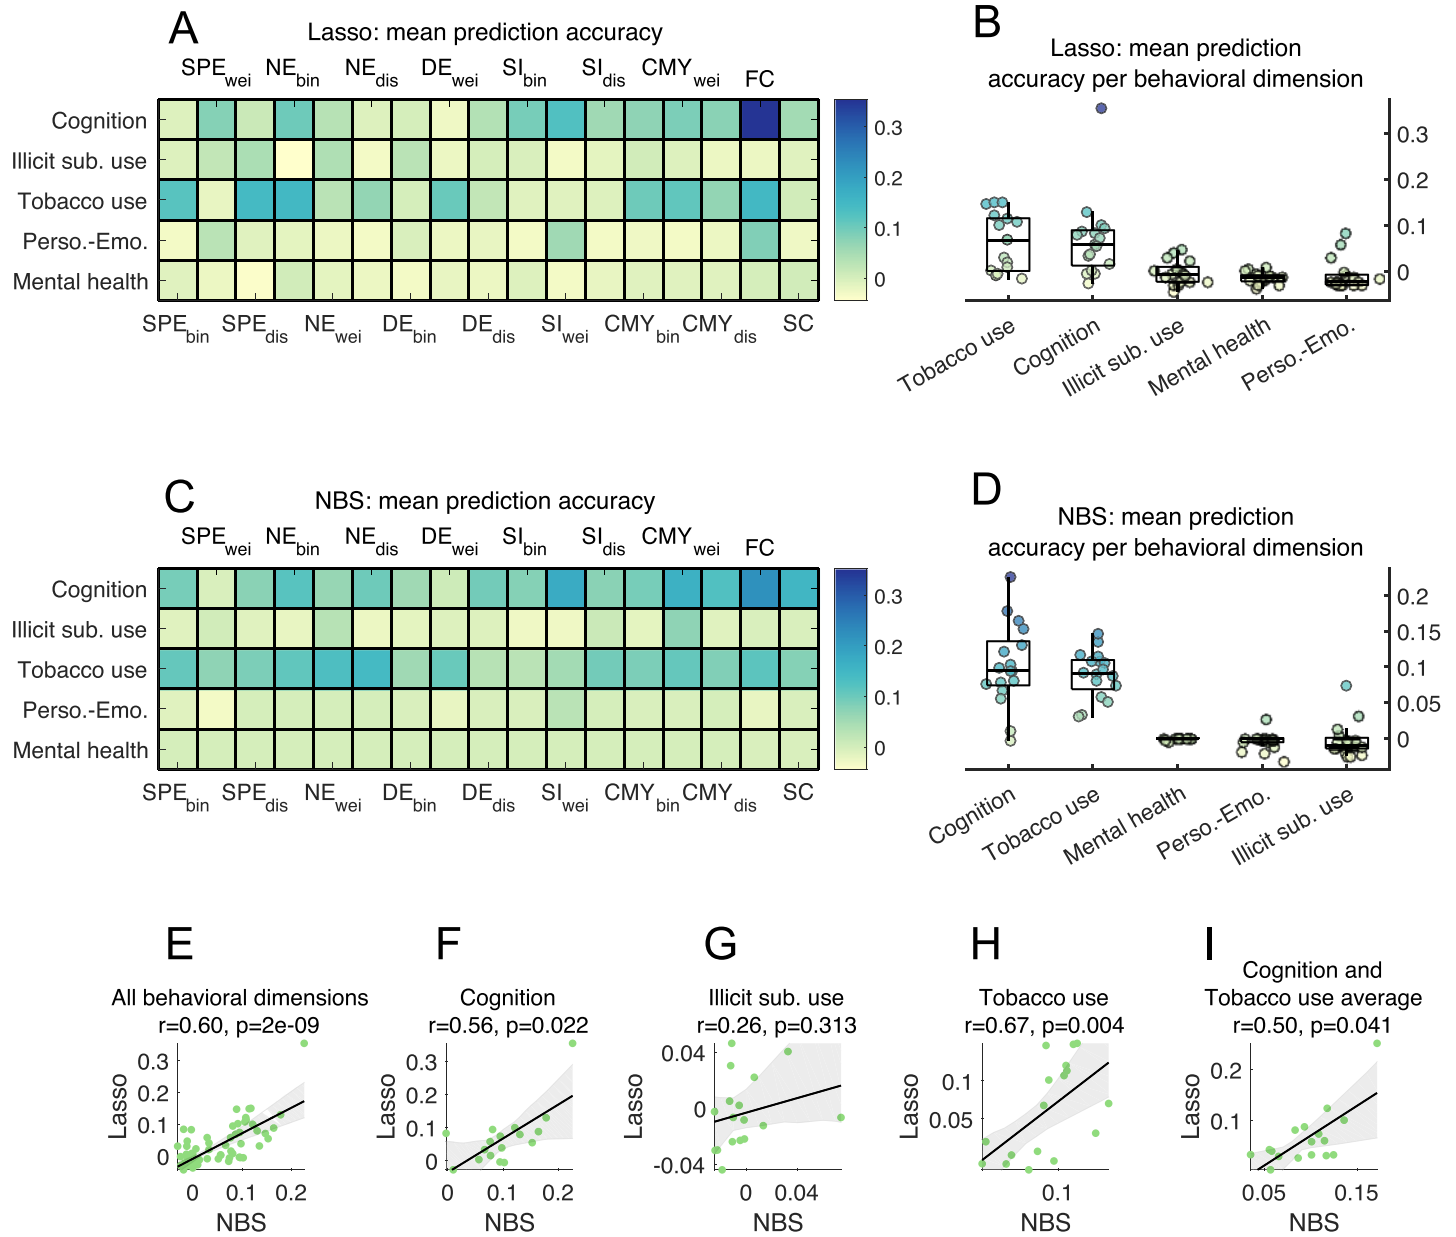 A
Lasso: mean prediction accuracy
SPEwei NEbin NEdis DEwei SIbin SIdis CMYwei FC
Cognition
Illicit sub. use
Tobacco use
Perso.-Emo.
Mental health
SPEbin SPEdis NEwei DEbin DEdis SIwei CMYbin CMYdis SC
0.3
0.2
0.1
0
B
Lasso: mean prediction
accuracy per behavioral dimension
0.3
0.2
0.1
0
Tobacco use
Cognition
Illicit sub. use
Mental health
Perso.-Emo.
C
NBS: mean prediction accuracy
SPEwei NEbin NEdis DEwei SIbin SIdis CMYwei FC
Cognition
Illicit sub. use
Tobacco use
Perso.-Emo.
Mental health
SPEbin SPEdis NEwei DEbin DEdis SIwei CMYbin CMYdis SC
0.3
0.2
0.1
0
D
NBS: mean prediction
accuracy per behavioral dimension
0.2
0.15
0.1
0.05
0
Cognition
Tobacco use
Mental health
Perso.-Emo.
Illicit sub. use
E
All behavioral dimensions
r=0.60, p=2e-09
Lasso
0.3
0.2
0.1
0
0 0.1 0.2
NBS
F
Cognition
r=0.56, p=0.022
Lasso
0.3
0.2
0.1
0
0 0.1 0.2
NBS
G
Illicit sub. use
r=0.26, p=0.313
Lasso
0.04
0
-0.04
0 0.04
NBS
H
Tobacco use
r=0.67, p=0.004
Lasso
0.1
0.05
0.1
NBS
I
Cognition and
Tobacco use average
r=0.50, p=0.041
Lasso
0.2
0.1
0.05 0.15
NBS